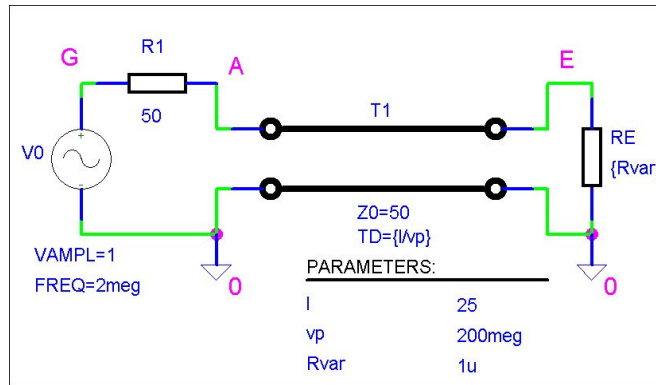 G
R1
A
E
50
T1
V0
+
-
RE
{Rvar
Z0=50
TD={l/vp}
VAMPL=1
FREQ=2meg
0
0
PARAMETERS:
l 25
vp 200meg
Rvar 1u